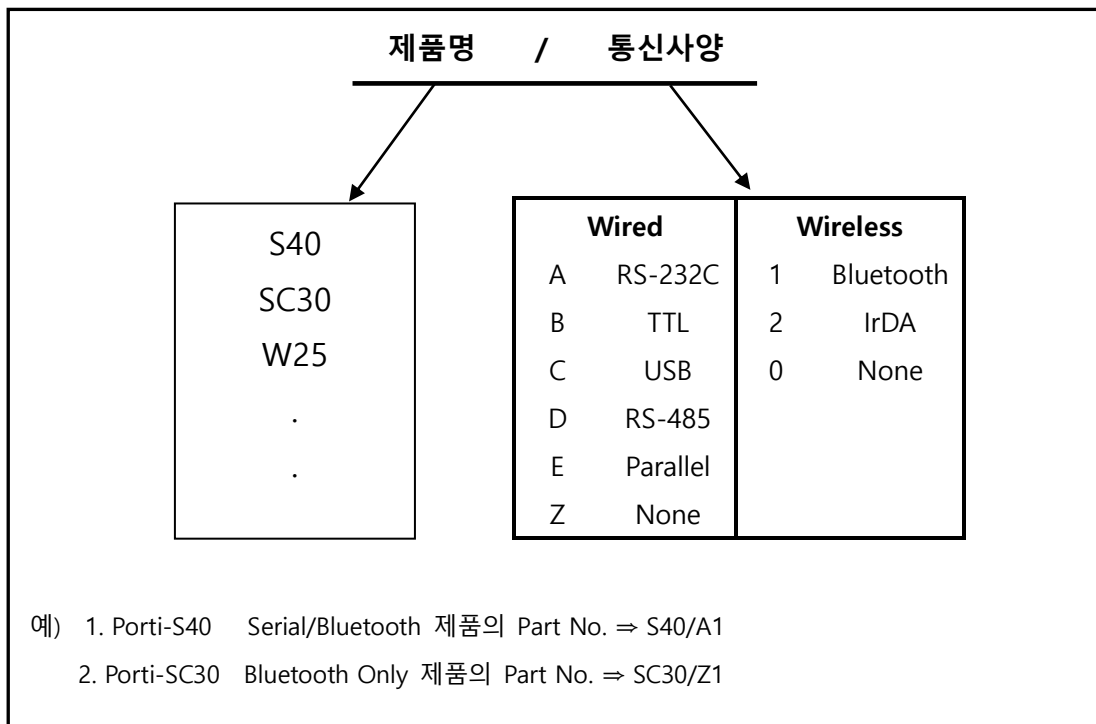 제품명 / 통신사양
S40
SC30
W25
.
.
Wired Wireless
A RS-232C 1 Bluetooth
B TTL 2 IrDA
C USB 0 None
D RS-485
E Parallel
Z None
예) 1. Porti-S40 Serial/Bluetooth 제품의 Part No. ⇒ S40/A1
2. Porti-SC30 Bluetooth Only 제품의 Part No. ⇒ SC30/Z1